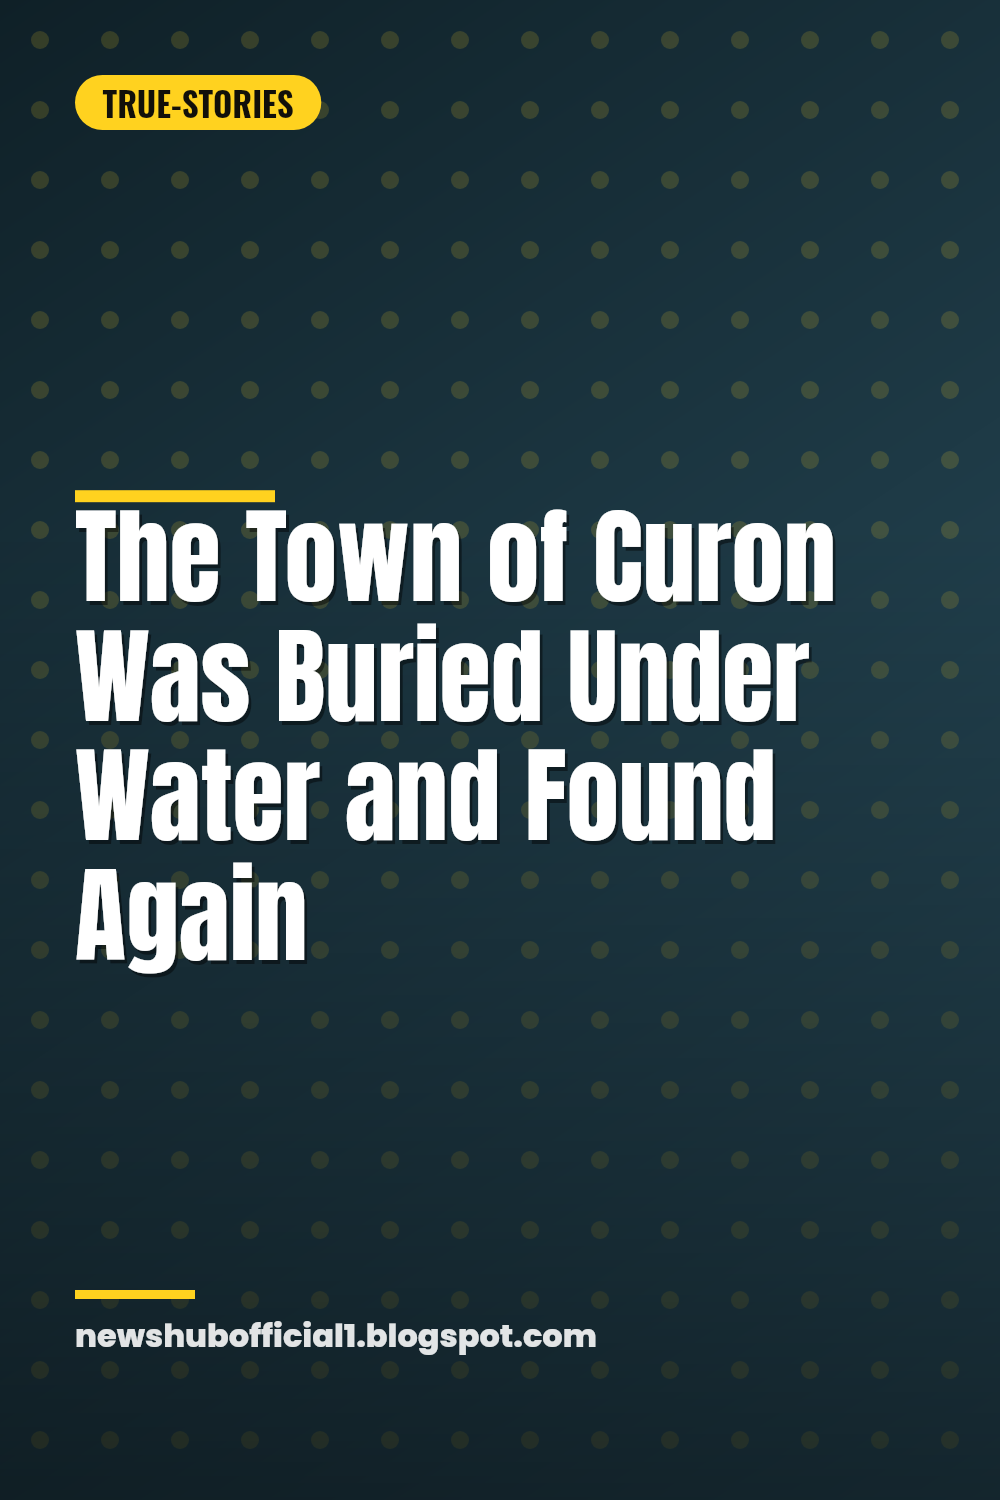 TRUE-STORIES
The Town of Curon
Was Buried Under
Water and Found
Again
newshubofficial1.blogspot.com